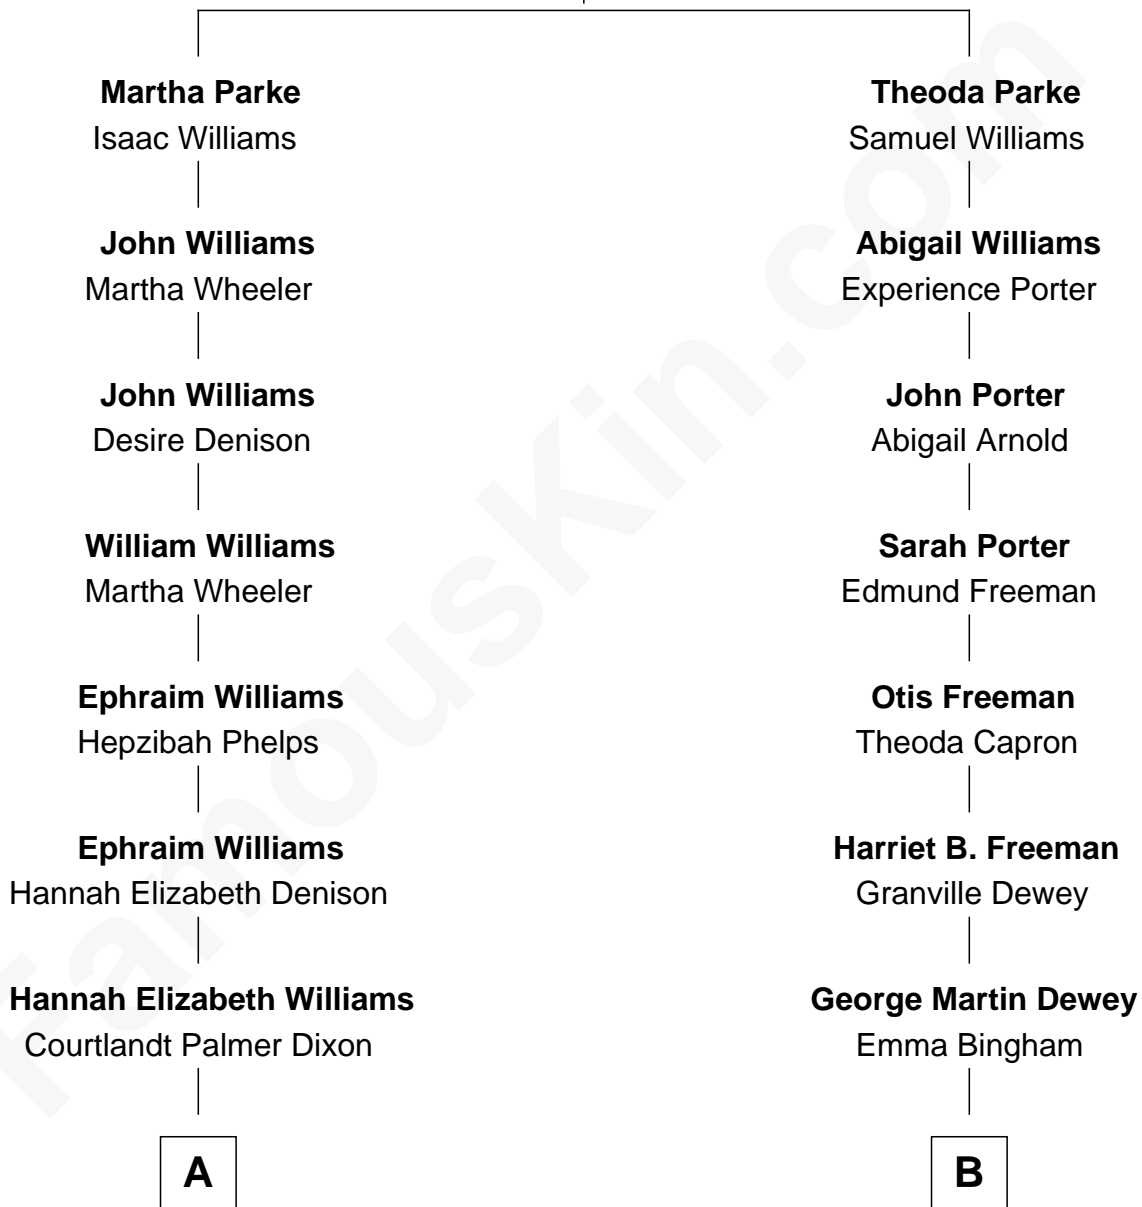 Martha Parke
Isaac Williams
Theoda Parke
Samuel Williams
John Williams
Martha Wheeler
Abigail Williams
Experience Porter
John Williams
Desire Denison
John Porter
Abigail Arnold
William Williams
Martha Wheeler
Sarah Porter
Edmund Freeman
Ephraim Williams
Hepzibah Phelps
Otis Freeman
Theoda Capron
Ephraim Williams
Hannah Elizabeth Denison
Harriet B. Freeman
Granville Dewey
Hannah Elizabeth Williams
Courtlandt Palmer Dixon
George Martin Dewey
Emma Bingham
A
B
FamousKin.com